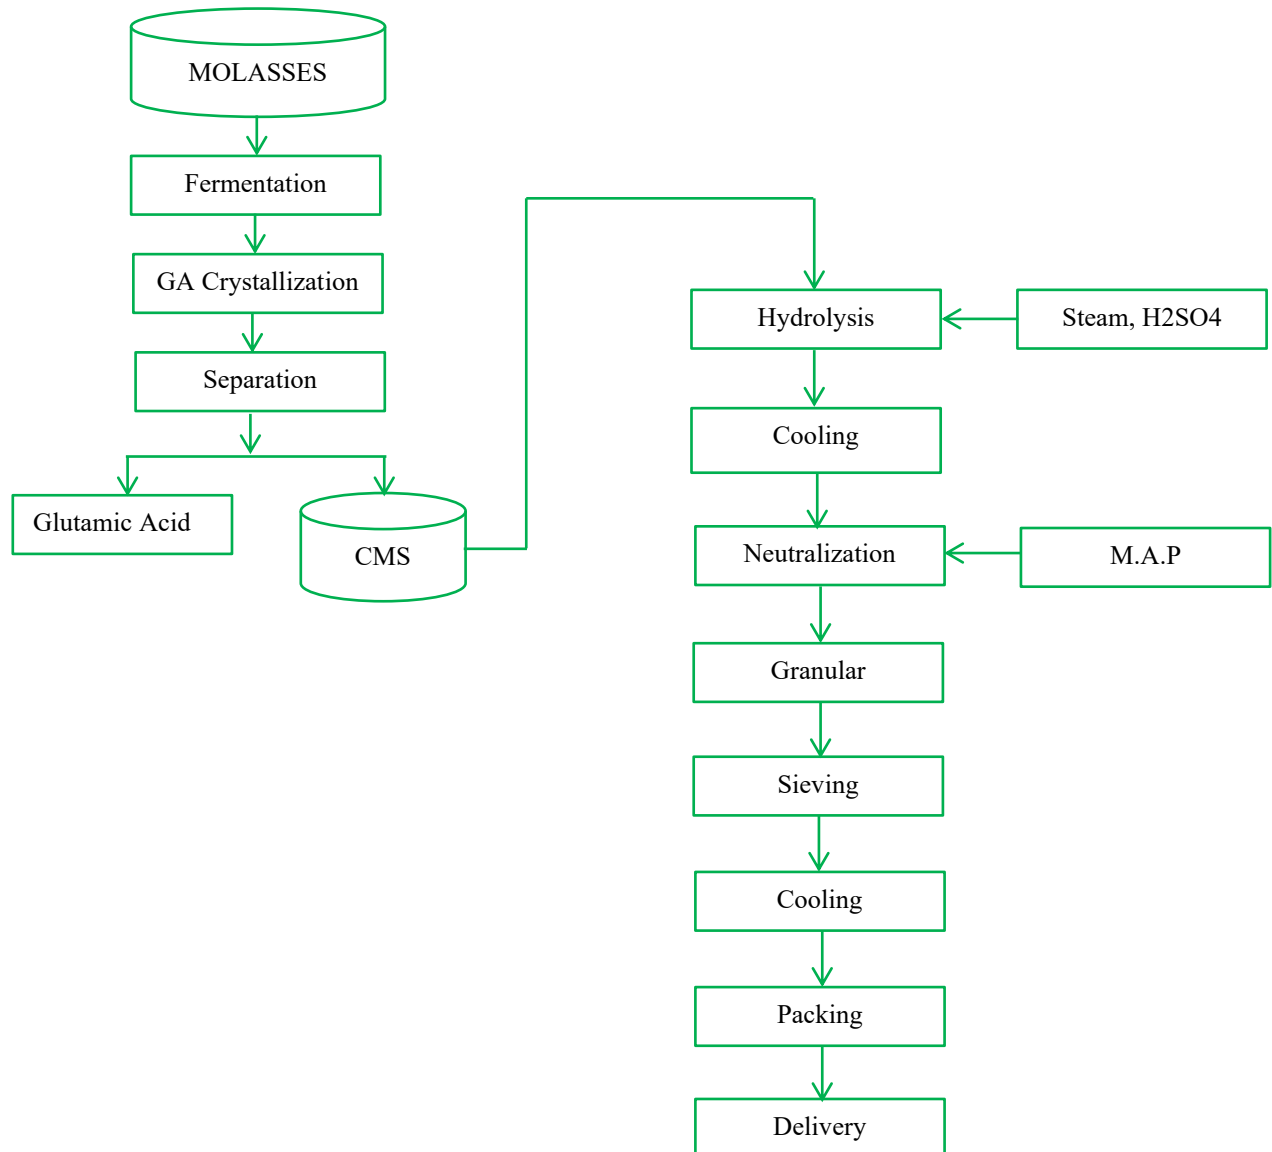 MOLASSES
Fermentation
GA Crystallization
Separation
Glutamic Acid
CMS
Hydrolysis
Steam, H2SO4
Cooling
Neutralization
M.A.P
Granular
Sieving
Cooling
Packing
Delivery